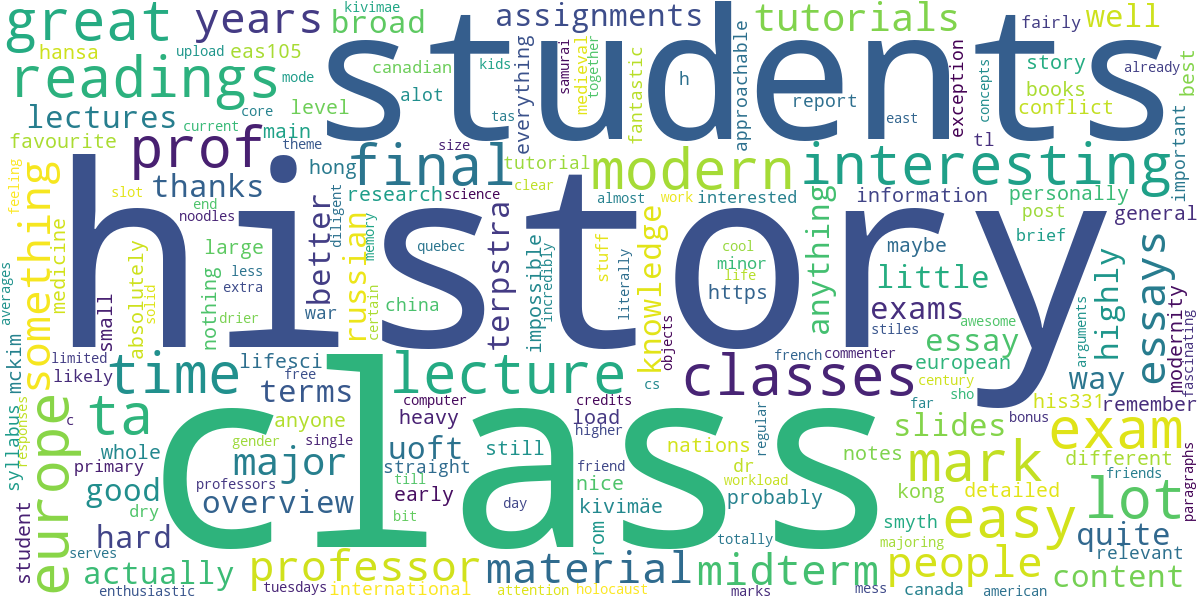 great
years
kivimae
broad
students
assignments
tutorials
fairly
well
hansa
upload
eas105
readings
canadian
kids
everything
samurai
medieval
together
fantastic
h
approachable
report
exception
tl
concepts
story
already
books
best
conflict
mode
core
level
alot
tas
east
important
lectures
current
main
favourite
theme
prof
size
hong
final
tutorial
modern
interesting
feeling
slot
thanks
research
science
clear
almost
work
interested
information
personally
end
noodles
diligent
post
general
something
medicine
history
better
russian
memory
quebec
terpstra
impossible
incredibly
stuff
literally
knowledge
cool
minor
life
anything
maybe
brief
averages
absolutely
solid
large
nothing
less
extra
war
certain
china
https
little
highly
essays
modernity
fascinating
small
drier
objects
exams
stiles
awesome
essay
arguments
syllabus
mckim
limited
likely
time
lifesci
free
terms
lecture
cs
classes
french
commenter
european
century
way
c
responses
europe
ta
anyone
computer
heavy
credits
load
higher
sho
far
his331
bonus
remember
whole
gender
single
uoft
still
nations
regular
slides
exam
different
primary
major
straight
friend
dr
workload
notes
mark
good
professors
till
nice
probably
kong
detailed
friends
lot
paragraphs
overview
early
day
kivimäe
smyth
easy
quite
dry
class
bit
rom
totally
majoring
relevant
student
hard
serves
actually
professor
material
midterm
people
content
enthusiastic
tuesdays
international
attention
holocaust
marks
mess
canada
american